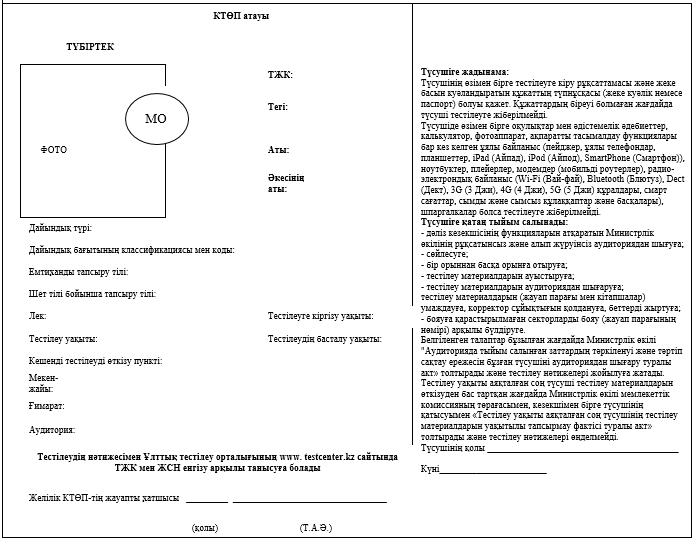 КТӨП атауы
ТҮБІРТЕК
МО
ФОТО
ТЖК:
Тегі:
Аты:
Әкесінің
аты:
Дайындық түрі:
Дайындық бағытының классификациясы мен коды:
Емтиханды тапсыру тілі:
Шет тілі бойынша тапсыру тілі:
Лек:
Тестілеуге кіргізу уақыты:
Тестілеу уақыты:
Тестілеудің басталу уақыты:
Кешенді тестілеуді өткізу пункті:
Мекен-
жайы:
Ғимарат:
Аудитория:
Тестілеудің нәтижесімен Ұлттық тестілеу орталығының www. testcenter.kz сайтында
ТЖК мен ЖСН енгізу арқылы танысуға болады
Желілік КТӨП-тің жауапты хатшысы ________ _____________________________
(қолы) (Т.А.Ә.)
Түсушіге жадынама:
Түсушінің өзімен бірге тестілеуге кіру рұқсаттамасы және жеке
басын куәландыратын құжаттың түпнұсқасы (жеке куәлік немесе
паспорт) болуы қажет. Құжаттардың біреуі болмаған жағдайда
түсуші тестілеуге жіберілмейді.
Түсушіде өзімен бірге оқулықтар мен әдістемелік әдебиеттер,
калькулятор, фотоаппарат, ақпаратты тасымалдау функциялары
бар кез келген ұялы байланыс (пейджер, ұялы телефондар,
планшеттер, iPad (Айпад), iPod (Айпод), SmartPhone (Смартфон)),
ноутбуктер, плейерлер, модемдер (мобильді роутерлер), радио-
электрондық байланыс (Wi-Fi (Вай-фай), Bluetooth (Блютуз), Dect
(Дект), 3G (3 Джи), 4G (4 Джи), 5G (5 Джи) құралдары, смарт
сағаттар, сымды және сымсыз құлаққаптар және басқалары),
шпаргалкалар болса тестілеуге жіберілмейді.
Түсушіге қатаң тыйым салынады:
- дәліз кезекшісінің функцияларын атқаратын Министрлік
өкілінің рұқсатынсыз және алып жүруінсіз аудиториядан шығуға;
- сөйлесуге;
- бір орыннан басқа орынға отыруға;
- тестілеу материалдарын ауыстыруға;
- тестілеу материалдарын аудиториядан шығаруға;
тестілеу материалдарын (жауап парағы мен кітапшалар)
умаждауға, корректор сұйықтығын қолдануға, беттерді жыртуға;
- бояуға қарастырылмаған секторларды бояу (жауап парағының
нөмірі) арқылы бүлдіруге.
Белгіленген талаптар бұзылған жағдайда Министрлік өкілі
"Аудиторияда тыйым салынған заттардың тәркіленуі және тәртіп
сақтау ережесін бұзған түсушіні аудиториядан шығару туралы
акт» толтырады және тестілеу нәтижелері жойылуға жатады.
Тестілеу уақыты аяқталған соң түсуші тестілеу материалдарын
өткізуден бас тартқан жағдайда Министрлік өкілі мемлекеттік
комиссияның төрағасымен, кезекшімен бірге түсушінің
қатысуымен «Тестілеу уақыты аяқталған соң түсушінің тестілеу
материалдарын уақытылы тапсырмау фактісі туралы акт»
толтырады және тестілеу нәтижелері өңделмейді.
Түсушінің қолы ____________________________________
Күні____________________